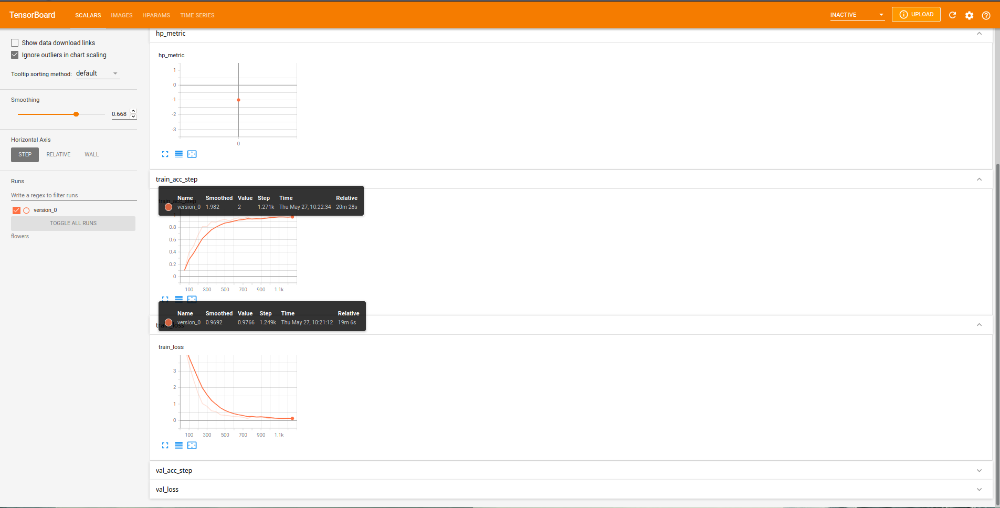 TensorBoard SCALARS IMAGES HPARAMS TIME SERIES INACTIVE UPLOAD
Show data download links
Ignore outliers in chart scaling
Tooltip sorting method: default
Smoothing
0.668
Horizontal Axis
STEP RELATIVE WALL
Runs
Write a regex to filter runs
version_0
TOGGLE ALL RUNS
flowers
hp_metric
hp_metric
1
0
-1
-2
-3
0
train_acc_step
train_acc_step
Name Smoothed Value Step Time Relative
version_0 1.982 2 1.271k Thu May 27, 10:22:34 20m 28s
0.8
0.6
0.4
0.2
0
100 300 500 700 900 1.1k
Name Smoothed Value Step Time Relative
version_0 0.9692 0.9766 1.249k Thu May 27, 10:21:12 19m 6s
train_loss
train_loss
3
2
1
0
100 300 500 700 900 1.1k
val_acc_step
val_loss